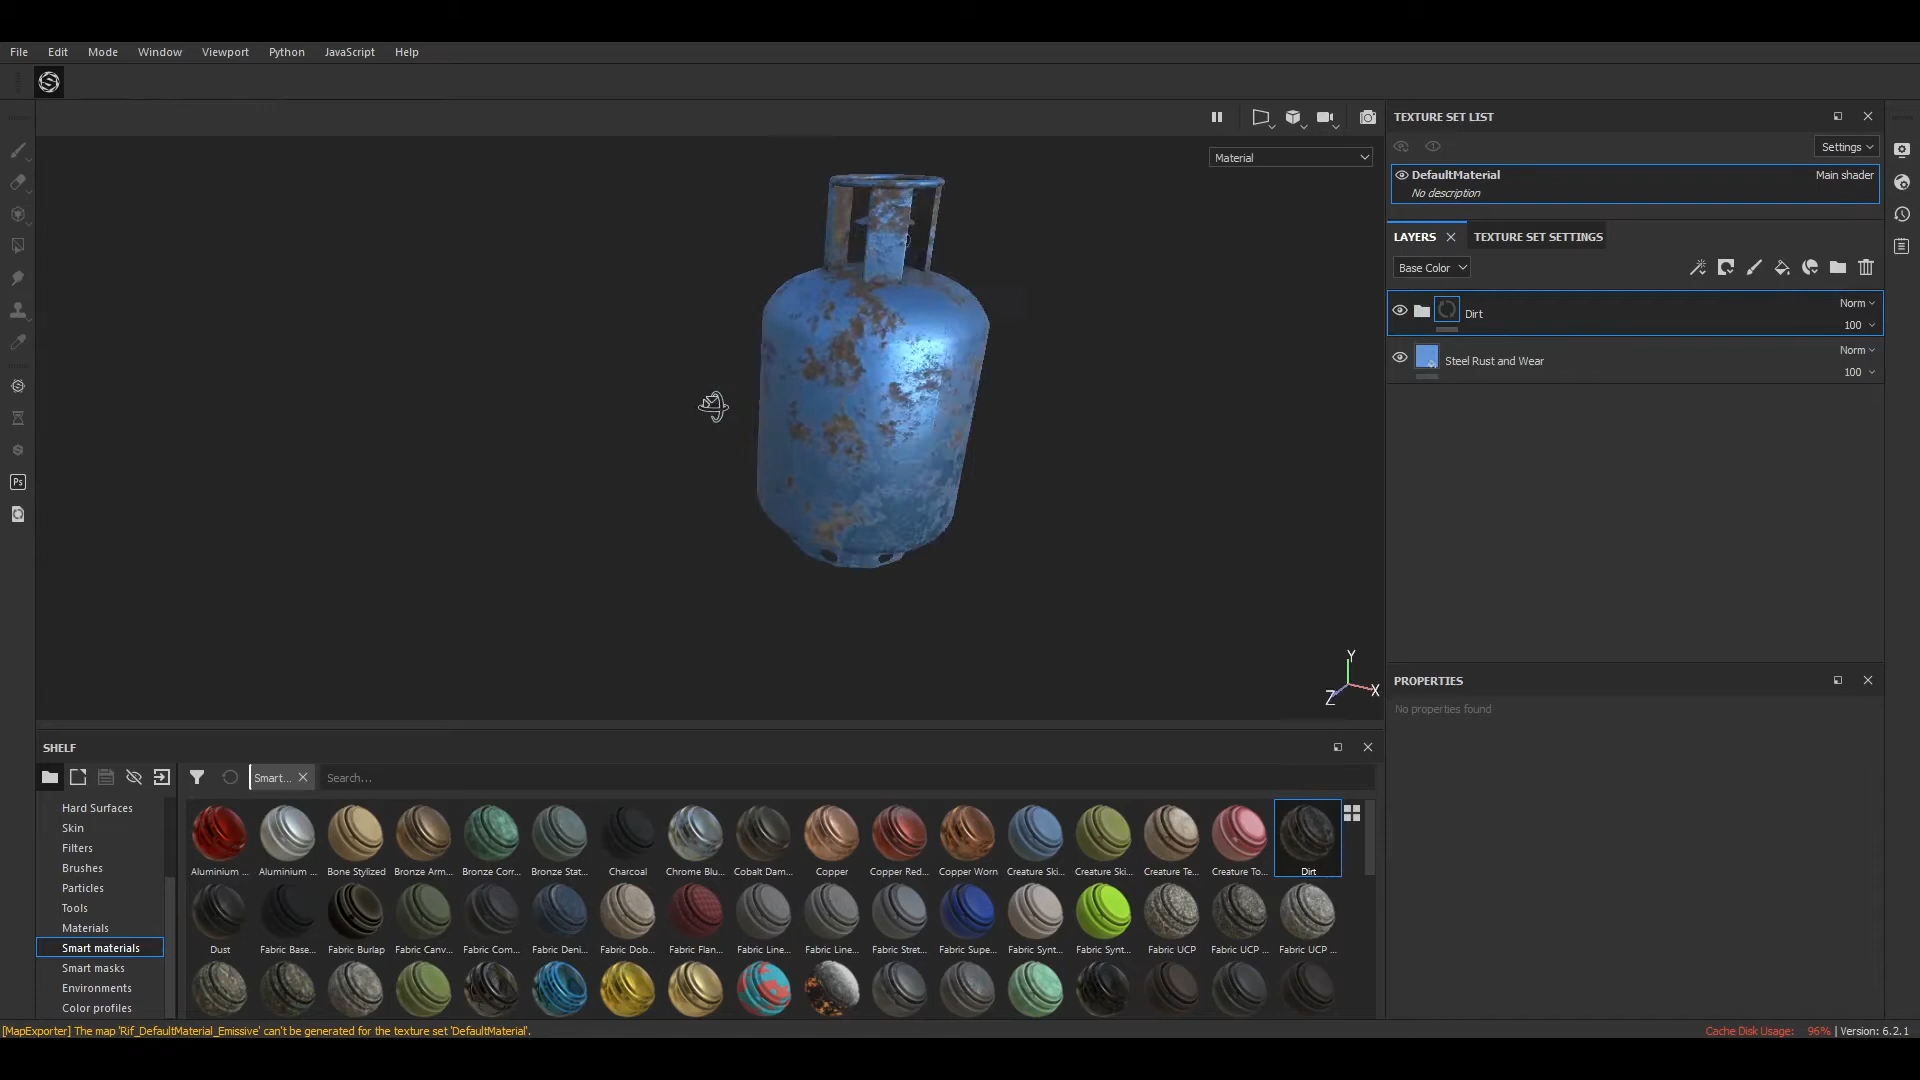 File Edit Mode Window Viewport Python JavaScript Help
Material
TEXTURE SET LIST
Settings
DefaultMaterial Main shader
No description
LAYERS TEXTURE SET SETTINGS
Base Color
Dirt Norm
100
Steel Rust and Wear Norm
100
Y
Z X
PROPERTIES
No properties found
Ps
SHELF
Smart... Search...
Hard Surfaces
Skin
Filters
Brushes
Particles
Tools
Materials
Smart materials
Smart masks
Environments
Color profiles
Aluminium ... Aluminium ... Bone Stylized Bronze Arm... Bronze Corr... Bronze Stat... Charcoal Chrome Blu... Cobalt Dam... Copper Copper Red... Copper Worn Creature Ski... Creature Ski... Creature Te... Creature To... Dirt
Dust Fabric Base... Fabric Burlap Fabric Canv... Fabric Com... Fabric Deni... Fabric Dob... Fabric Flan... Fabric Line... Fabric Line... Fabric Stret... Fabric Supe... Fabric Synt... Fabric Synt... Fabric UCP Fabric UCP ... Fabric UCP ...
[MapExporter] The map 'Rif_DefaultMaterial_Emissive' can't be generated for the texture set 'DefaultMaterial'.
Cache Disk Usage: 96% | Version: 6.2.1